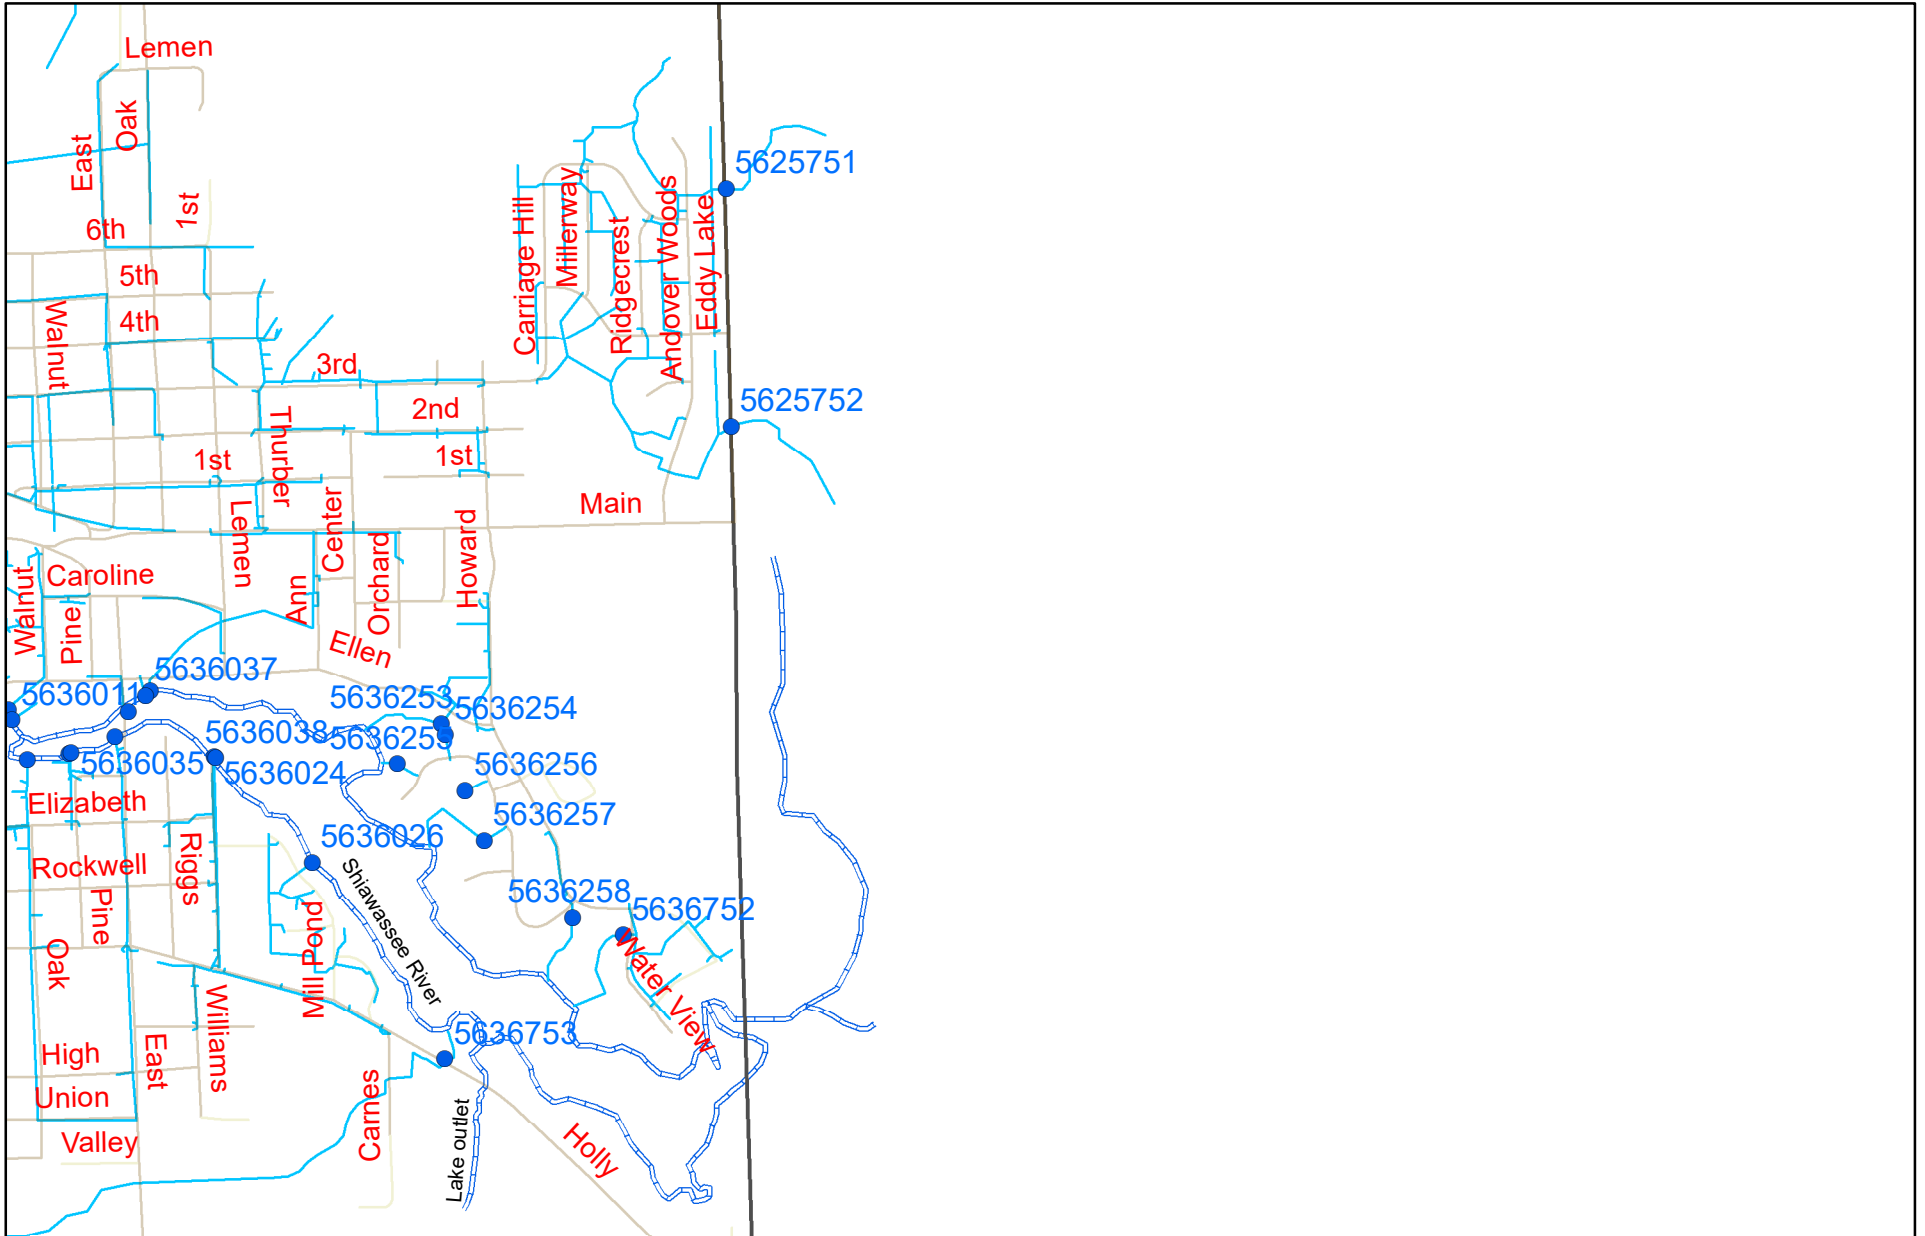 Lemen
Oak
East
1st
6th
5th
4th
Walnut
3rd
2nd
Thurber
1st
1st
Carriage Hill
Millerway
Ridgecrest
Andover Woods
Eddy Lake
5625751
5625752
Main
Lemen
Center
Orchard
Howard
Caroline
Walnut
Pine
Ann
Ellen
5636037
5636011
5636253
5636254
5636038
5636255
5636035
5636024
5636256
5636257
Elizabeth
5636026
Rockwell
Riggs
Pine
Shiawassee River
5636258
5636752
Oak
Mill Pond
Water View
Williams
5636753
High
East
Union
Carnes
Valley
Lake outlet
Holly